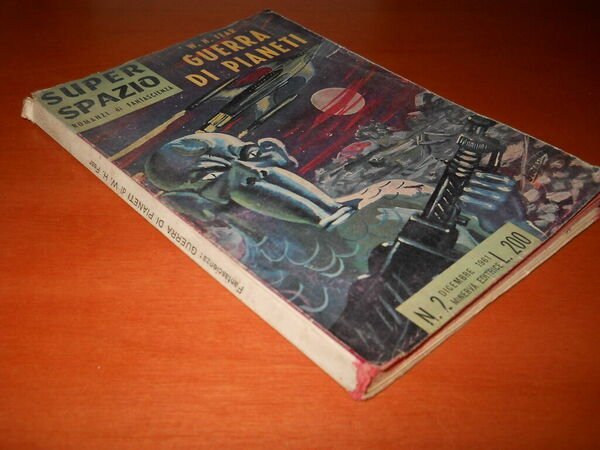 SUPER
SPAZIO
ROMANZI di FANTASCIENZA
W. H. FEAR
GUERRA
DI PIANETI
N. 2 DICEMBRE 1961
MINERVA EDITRICE L. 200
Fantascienza: GUERRA DI PIANETI di W. H. Fear